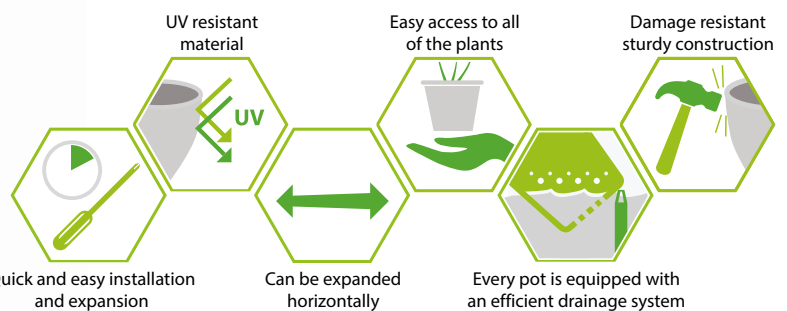 UV resistant
material
Easy access to all
of the plants
Damage resistant
sturdy construction
UV
uick and easy installation
and expansion
Can be expanded
horizontally
Every pot is equipped with
an efficient drainage system